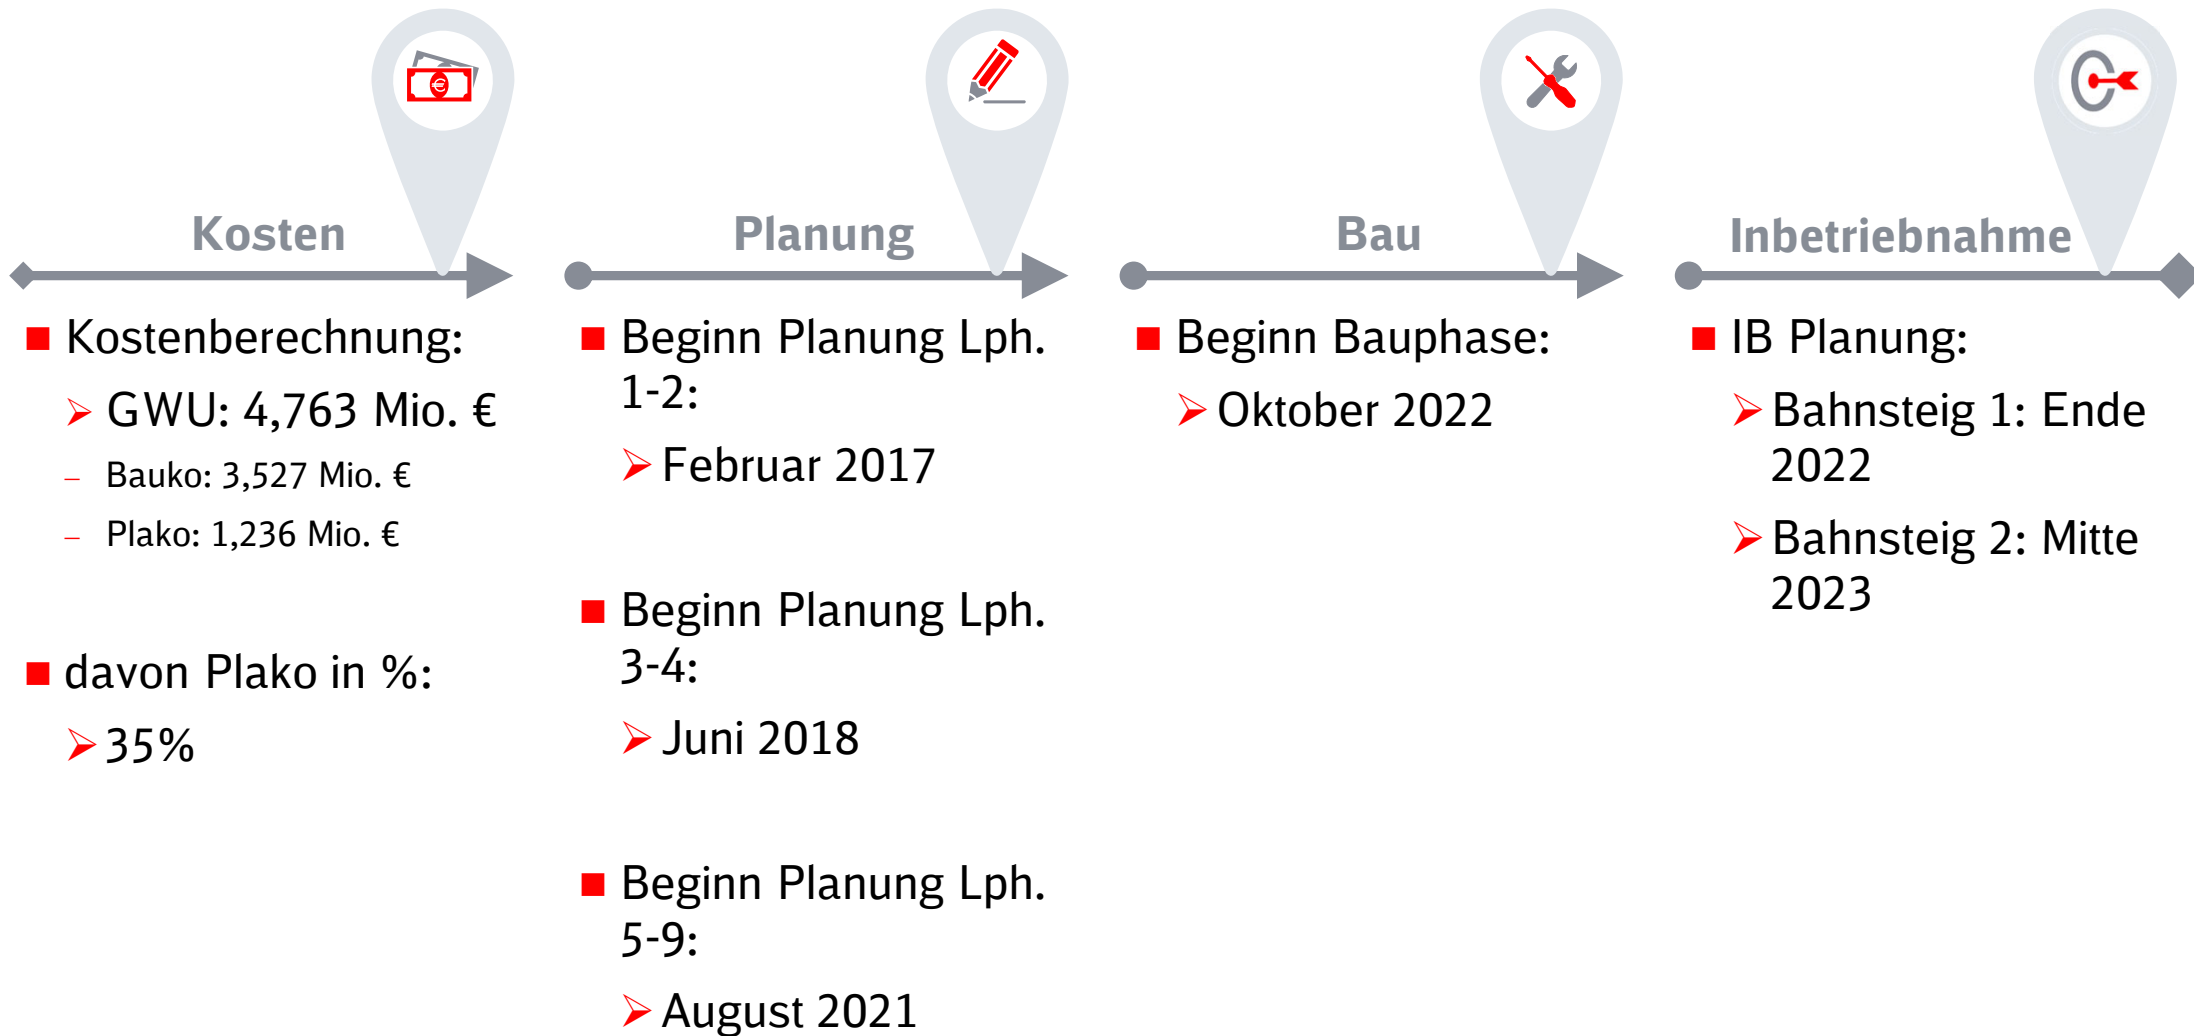 Kosten
Kostenberechnung:
GWU: 4,763 Mio. €
– Bauko: 3,527 Mio. €
– Plako: 1,236 Mio. €
davon Plako in %:
35%
Planung
Beginn Planung Lph.
1-2:
Februar 2017
Beginn Planung Lph.
3-4:
Juni 2018
Beginn Planung Lph.
5-9:
August 2021
Bau
Beginn Bauphase:
Oktober 2022
Inbetriebnahme
IB Planung:
Bahnsteig 1: Ende
2022
Bahnsteig 2: Mitte
2023